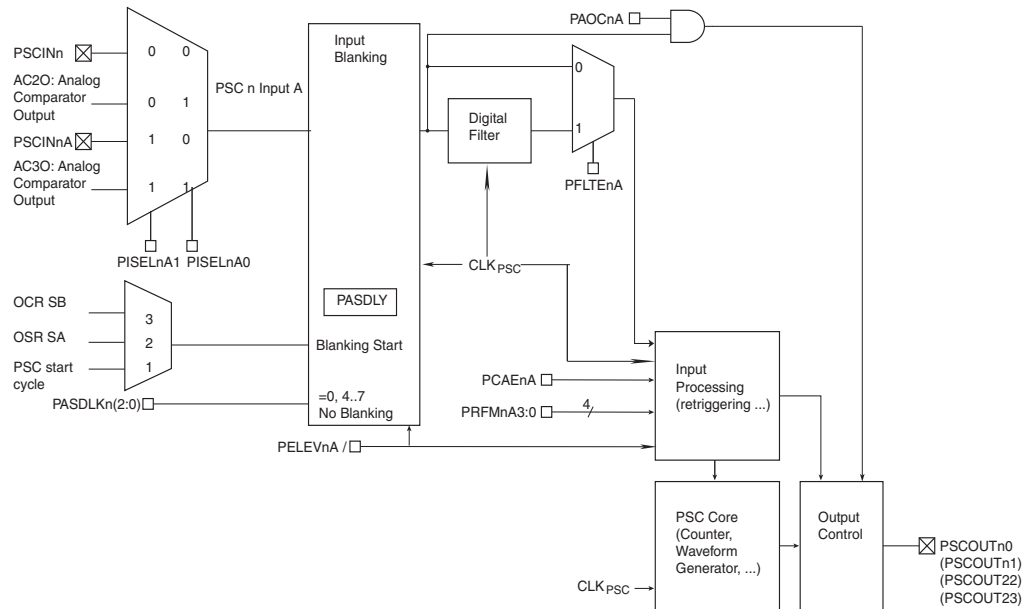 PAOCnA
PSCINn
0 0
Input
Blanking
AC2O: Analog
Comparator
Output
0 1
PSC n Input A
0
Digital
Filter
1
PSCINnA
1 0
AC3O: Analog
Comparator
Output
1 1
PFLTEnA
PISELnA1
PISELnA0
CLKPSC
OCR SB
3
PASDLY
OSR SA
2
Blanking Start
PSC start
cycle
1
Input
Processing
(retriggering ...)
PCAEnA
=0, 4..7
No Blanking
PASDLKn(2:0)
PRFMnA3:0
4
PELEVnA /
PSC Core
(Counter,
Waveform
Generator, ...)
Output
Control
PSCOUTn0
(PSCOUTn1)
(PSCOUT22)
(PSCOUT23)
CLKPSC